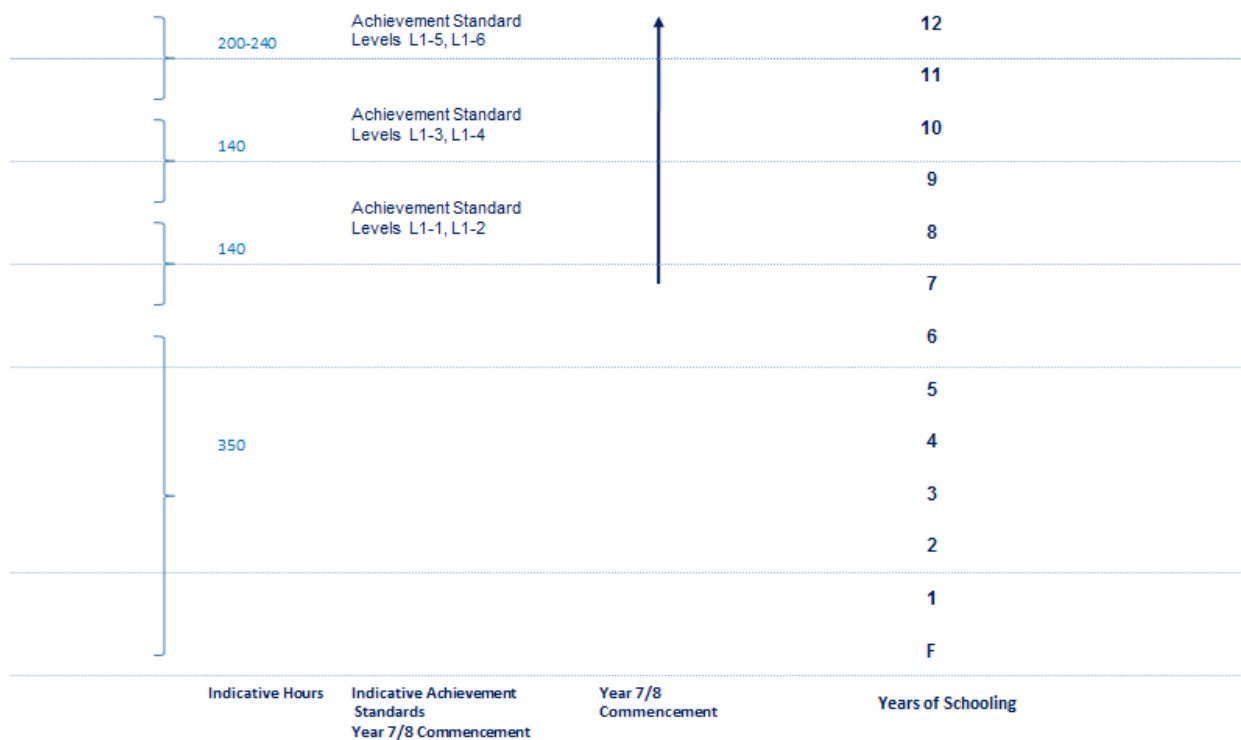 Achievement Standard
Levels L1-5, L1-6
200-240
12
11
Achievement Standard
Levels L1-3, L1-4
140
10
9
Achievement Standard
Levels L1-1, L1-2
140
8
7
6
5
350
4
3
2
1
F
Indicative Hours
Indicative Achievement
Standards
Year 7/8 Commencement
Year 7/8
Commencement
Years of Schooling